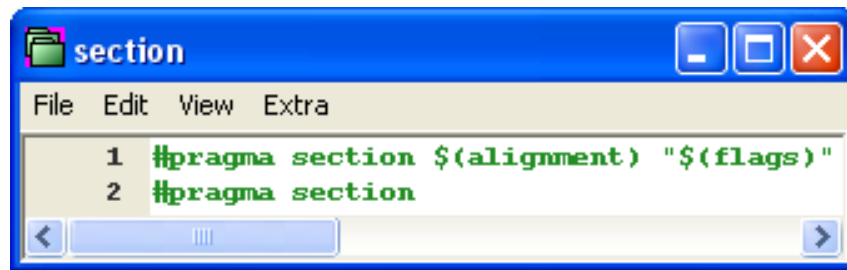 section
File Edit View Extra
1 #pragma section $(alignment) "$(flags)"
2 #pragma section